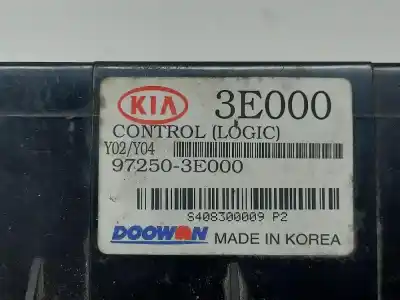 KIA 3E000
CONTROL (LOGIC)
Y02/Y04
97250-3E000
S408300009 P2
DOOWON MADE IN KOREA